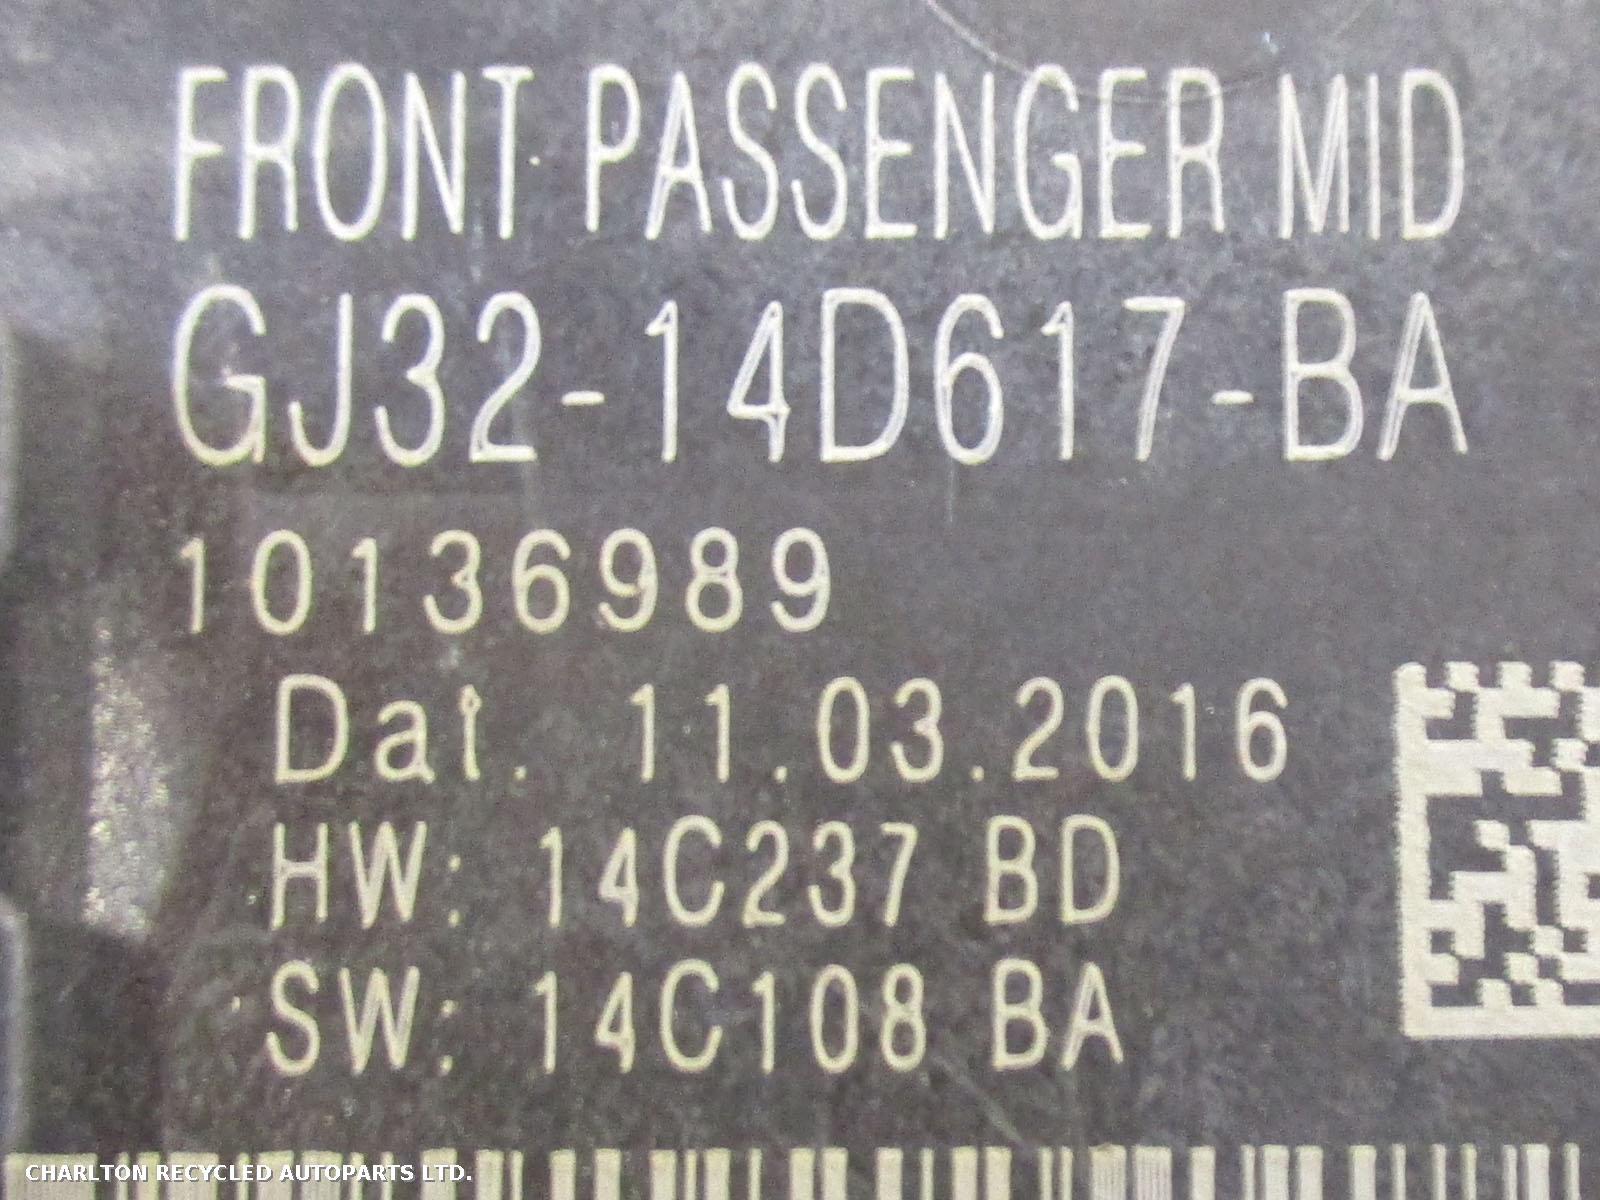 FRONT PASSENGER MID
GJ32-14D617-BA
10136989
Dat. 11.03.2016
HW: 14C237 BD
SW: 14C108 BA
CHARLTON RECYCLED AUTOPARTS LTD.